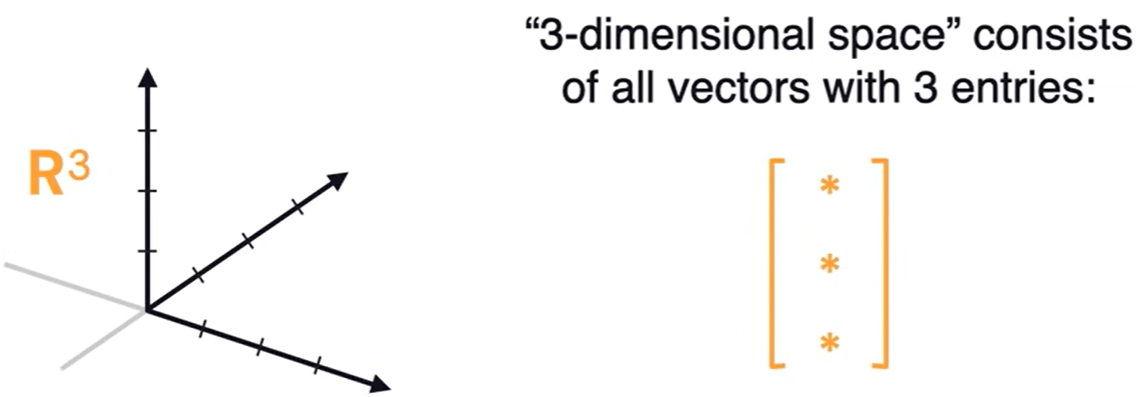 “3-dimensional space” consists
of all vectors with 3 entries:
R³
*
*
*